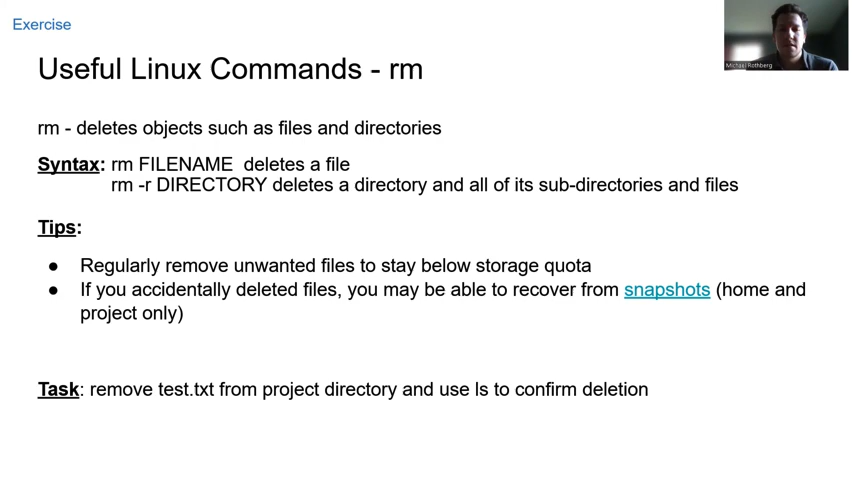 Exercise
Useful Linux Commands - rm
Michael Rothberg
rm - deletes objects such as files and directories
Syntax: rm FILENAME deletes a file
rm -r DIRECTORY deletes a directory and all of its sub-directories and files
Tips:
● Regularly remove unwanted files to stay below storage quota
● If you accidentally deleted files, you may be able to recover from snapshots (home and
project only)
Task: remove test.txt from project directory and use ls to confirm deletion